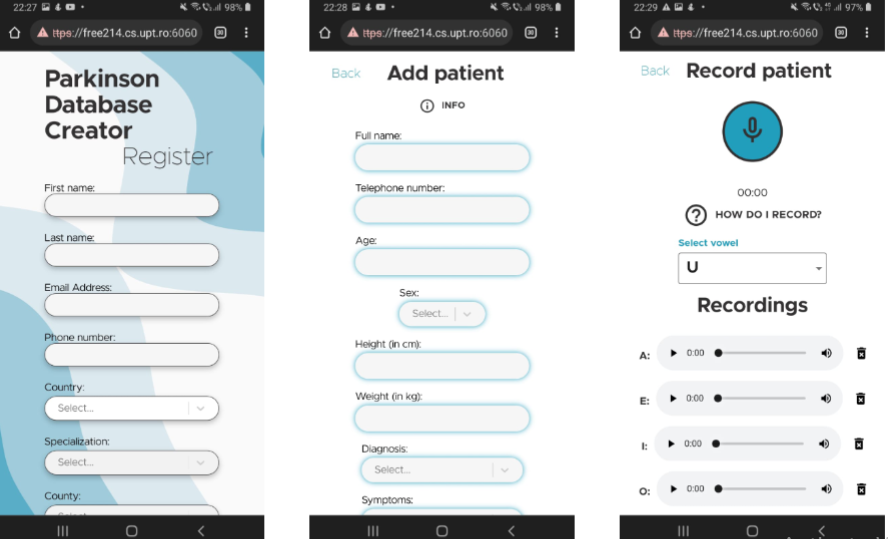 22:27
98%
ttps://free214.cs.upt.ro:6060
30
Parkinson
Database
Creator
Register
First name:
Last name:
Email Address:
Phone number:
Country:
Select...
Specialization:
Select...
County:
22:28
98%
ttps://free214.cs.upt.ro:6060
30
Back
Add patient
INFO
Full name:
Telephone number:
Age:
Sex:
Select...
Height (in cm):
Weight (in kg):
Diagnosis:
Select...
Symptoms:
22:29
97%
ttps://free214.cs.upt.ro:6060
30
Back
Record patient
00:00
HOW DO I RECORD?
Select vowel
U
Recordings
A:
0:00
E:
0:00
I:
0:00
O:
0:00